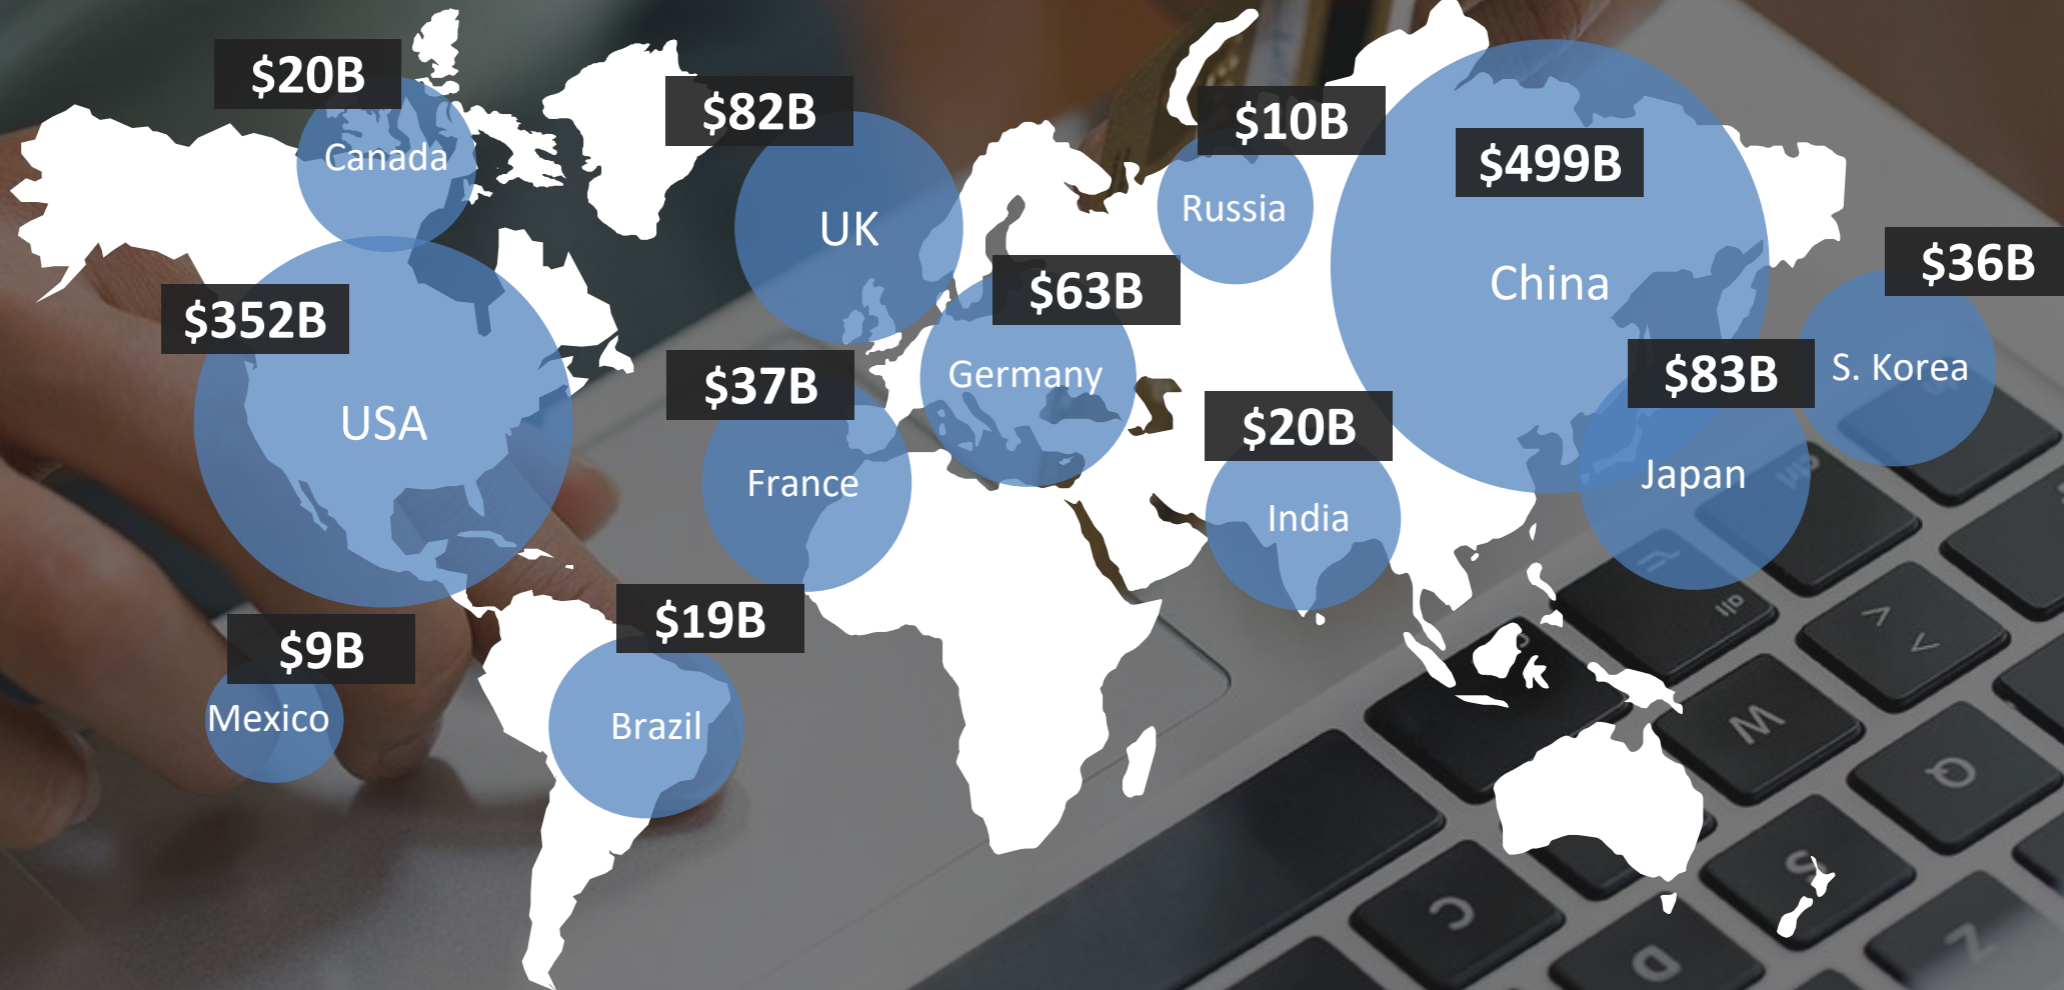 $20B
Canada
$352B
USA
$9B
Mexico
$19B
Brazil
$82B
UK
$37B
France
$63B
Germany
$10B
Russia
$20B
India
$499B
China
$83B
Japan
$36B
S. Korea
alt
W
Q
S
C
D
Z